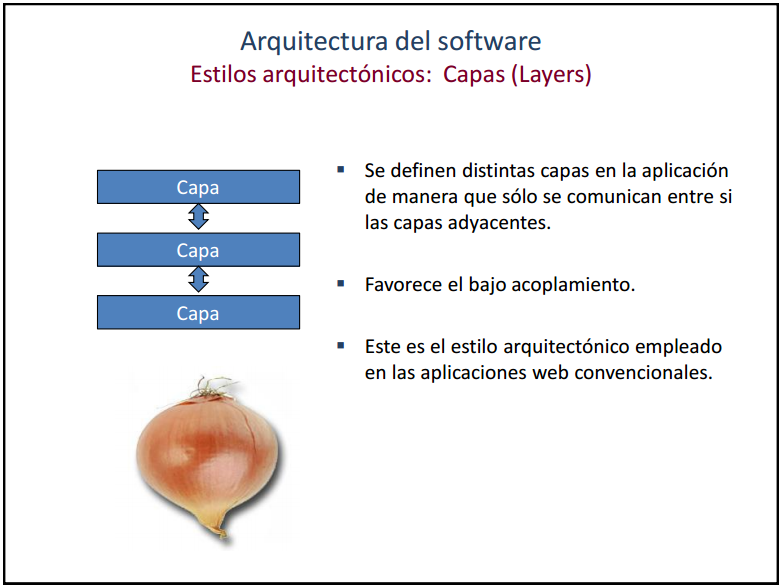 Arquitectura del software
Estilos arquitectónicos:  Capas (Layers)
Capa
Capa
Capa
Se definen distintas capas en la aplicación
de manera que sólo se comunican entre si
las capas adyacentes.
Favorece el bajo acoplamiento.
Este es el estilo arquitectónico empleado
en las aplicaciones web convencionales.